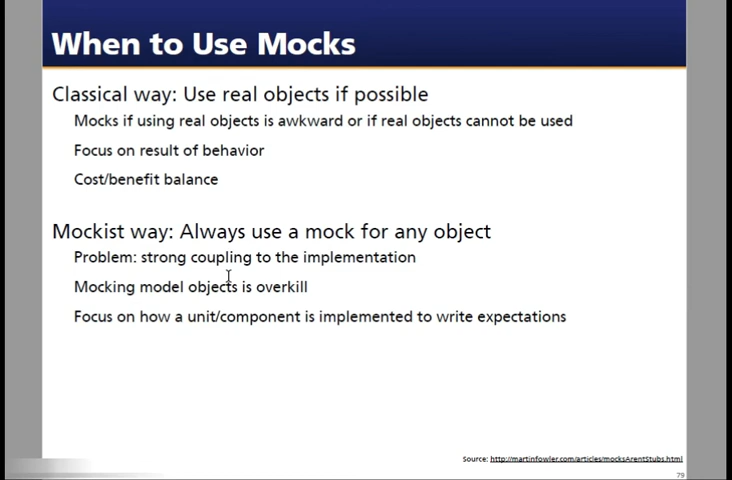 When to Use Mocks
Classical way: Use real objects if possible
Mocks if using real objects is awkward or if real objects cannot be used
Focus on result of behavior
Cost/benefit balance
Mockist way: Always use a mock for any object
Problem: strong coupling to the implementation
Mocking model objects is overkill
Focus on how a unit/component is implemented to write expectations
Source: http://martinfowler.com/articles/mocksArentStubs.html
79